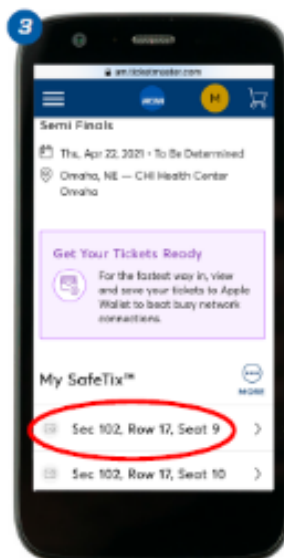 3
am.ticketmaster.com
NCAA
M
Semi Finals
Thu, Apr 22, 2021 • To Be Determined
Omaha, NE — CHI Health Center
Omaha
Get Your Tickets Ready
For the fastest way in, view
and save your tickets to Apple
Wallet to beat busy network
connections.
My SafeTix™
MORE
Sec 102, Row 17, Seat 9
Sec 102, Row 17, Seat 10